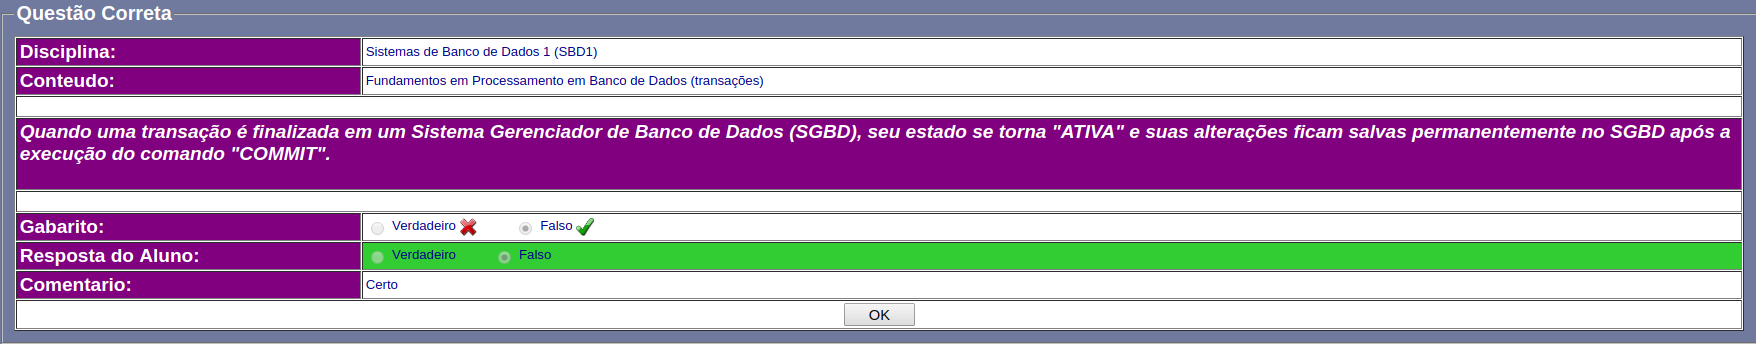 Questão Correta
Disciplina: Sistemas de Banco de Dados 1 (SBD1)
Conteudo: Fundamentos em Processamento em Banco de Dados (transações)
Quando uma transação é finalizada em um Sistema Gerenciador de Banco de Dados (SGBD), seu estado se torna "ATIVA" e suas alterações ficam salvas permanentemente no SGBD após a
execução do comando "COMMIT".
Gabarito: Verdadeiro Falso
Resposta do Aluno: Verdadeiro Falso
Comentario: Certo
OK